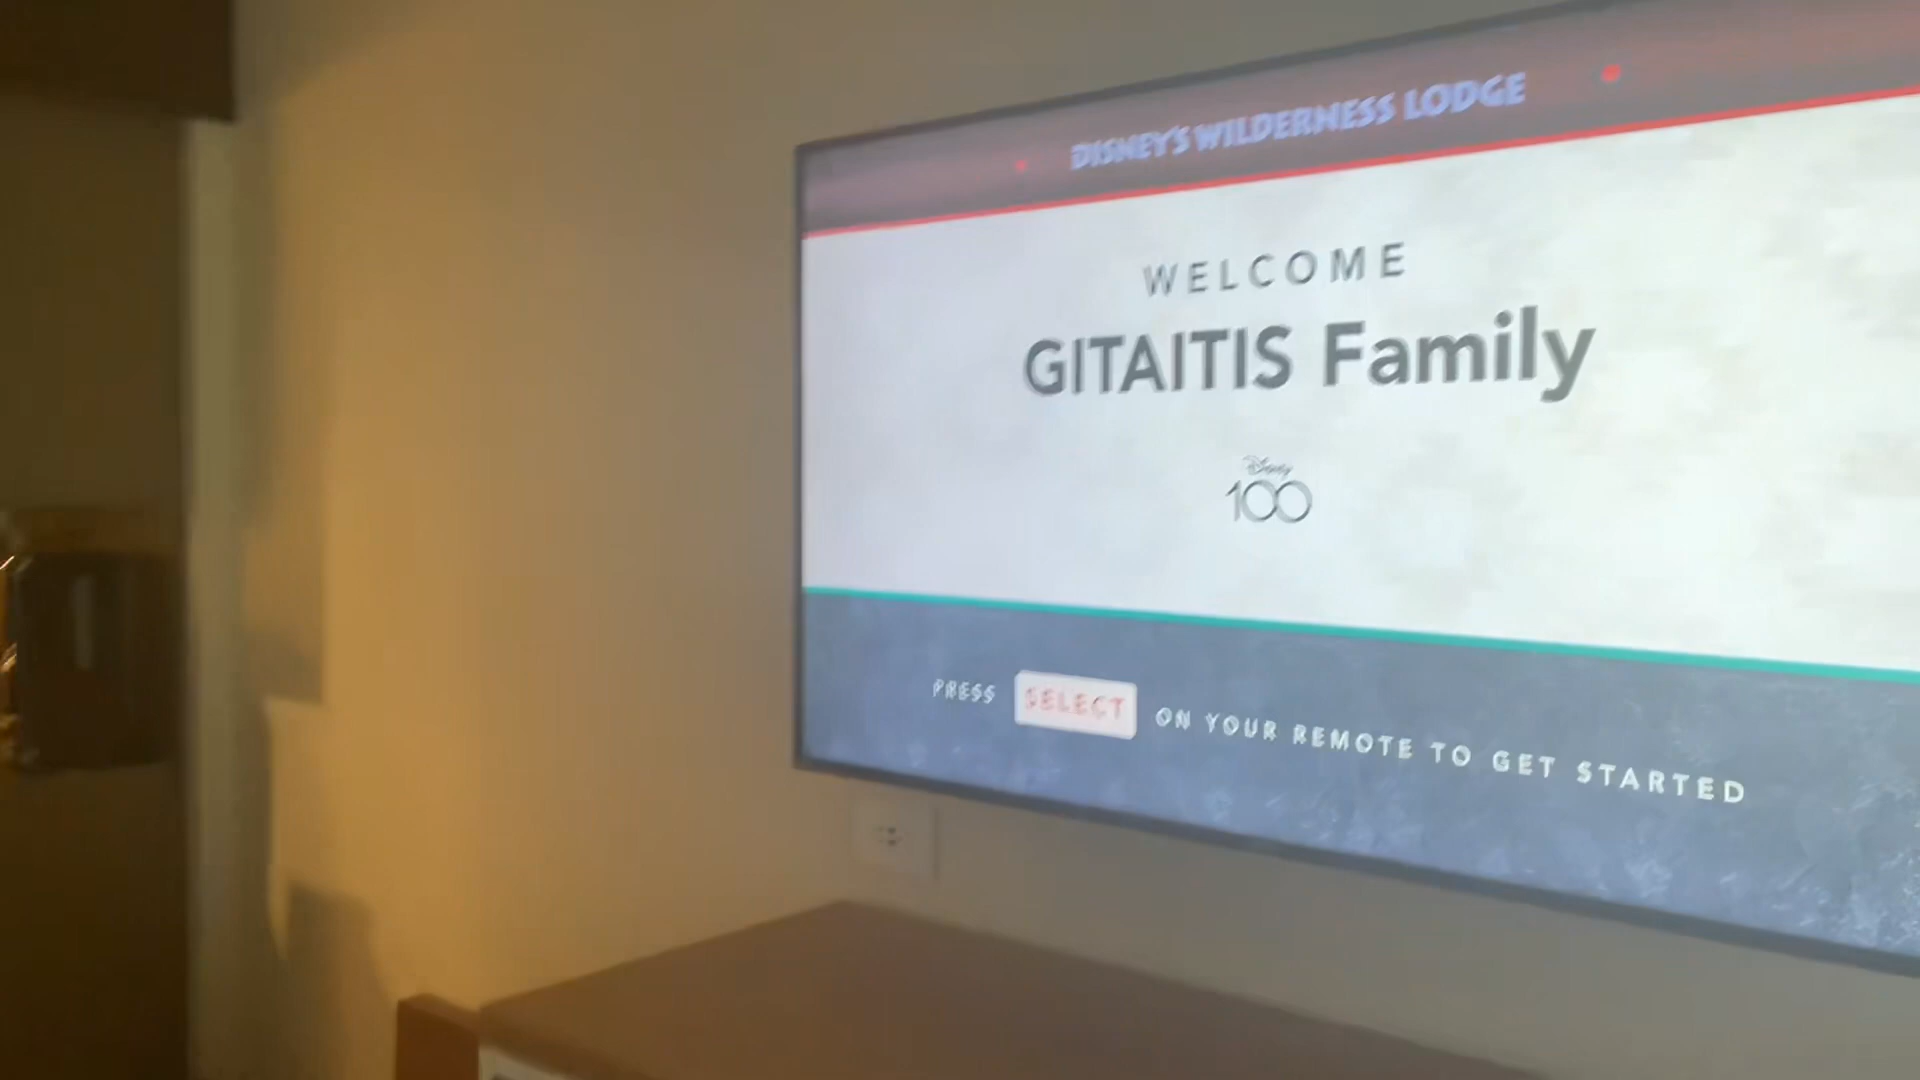 DISNEY'S WILDERNESS LODGE
WELCOME
GITAITIS Family
Disney
100
PRESS SELECT ON YOUR REMOTE TO GET STARTED